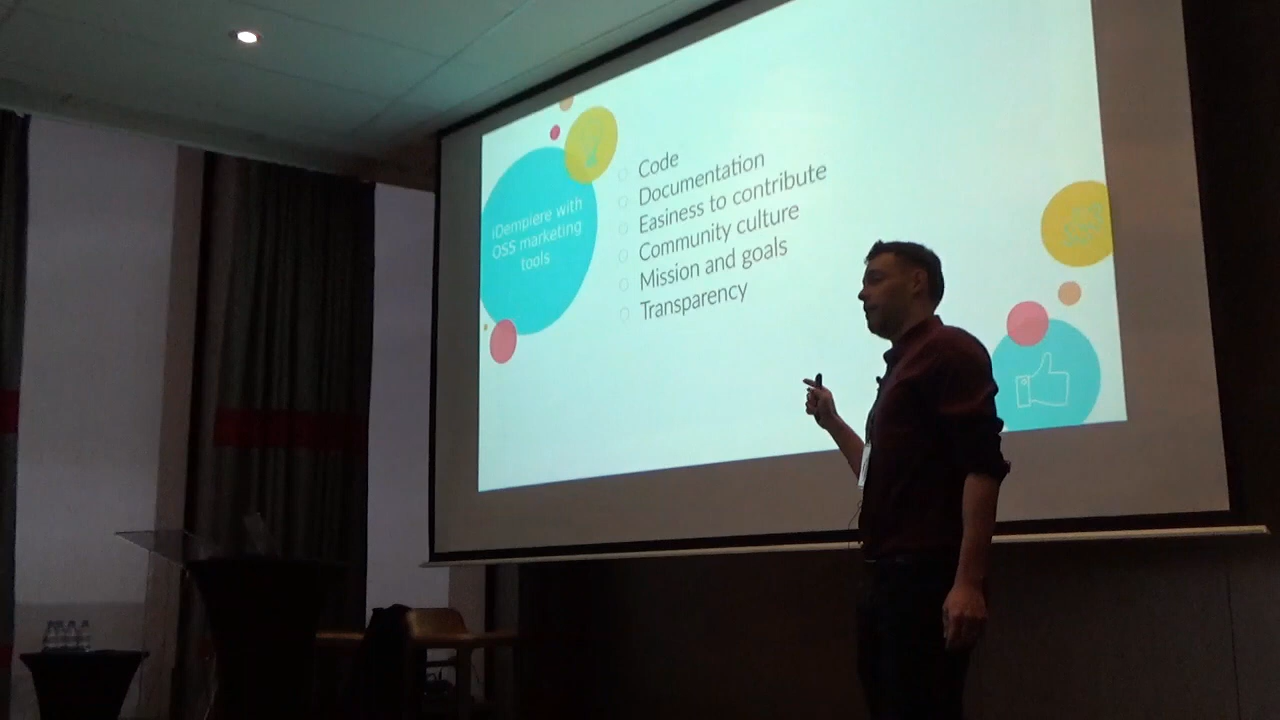 iDempiere with
OSS marketing
tools
Code
Documentation
Easiness to contribute
Community culture
Mission and goals
Transparency